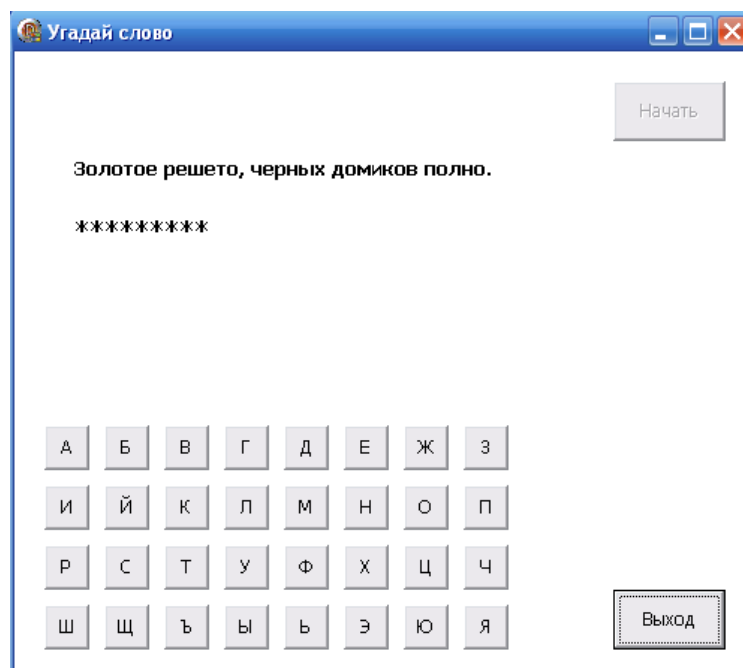 Угадай слово
Начать
Золотое решето, черных домиков полно.
*********
А Б В Г Д Е Ж З
И Й К Л М Н О П
Р С Т У Ф Х Ц Ч
Ш Щ Ъ Ы Ь Э Ю Я
Выход